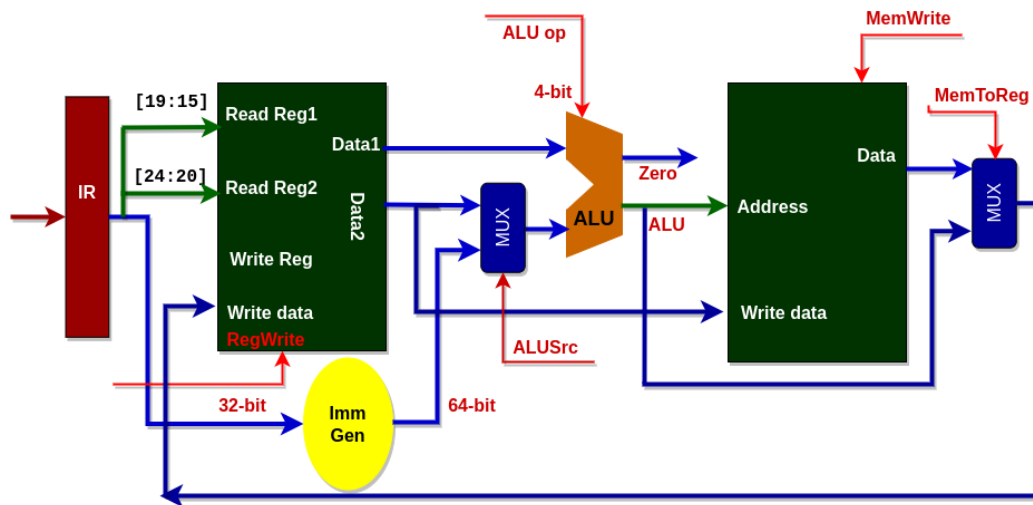 MemWrite
ALU op
4-bit
MemToReg
[19:15]
Read Reg1
Data1
Data
Zero
[24:20]
IR
Read Reg2
Data2
MUX
MUX
ALU
ALU
Address
Write Reg
Write data
Write data
RegWrite
ALUSrc
32-bit
64-bit
Imm
Gen